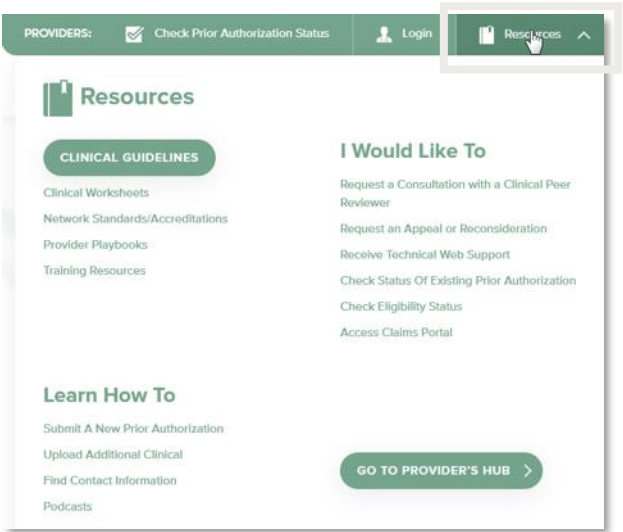 PROVIDERS: Check Prior Authorization Status Login Resources
Resources
CLINICAL GUIDELINES
Clinical Worksheets
Network Standards/Accreditations
Provider Playbooks
Training Resources
I Would Like To
Request a Consultation with a Clinical Peer
Reviewer
Request an Appeal or Reconsideration
Receive Technical Web Support
Check Status Of Existing Prior Authorization
Check Eligibility Status
Access Claims Portal
Learn How To
Submit A New Prior Authorization
Upload Additional Clinical
Find Contact Information
Podcasts
GO TO PROVIDER'S HUB